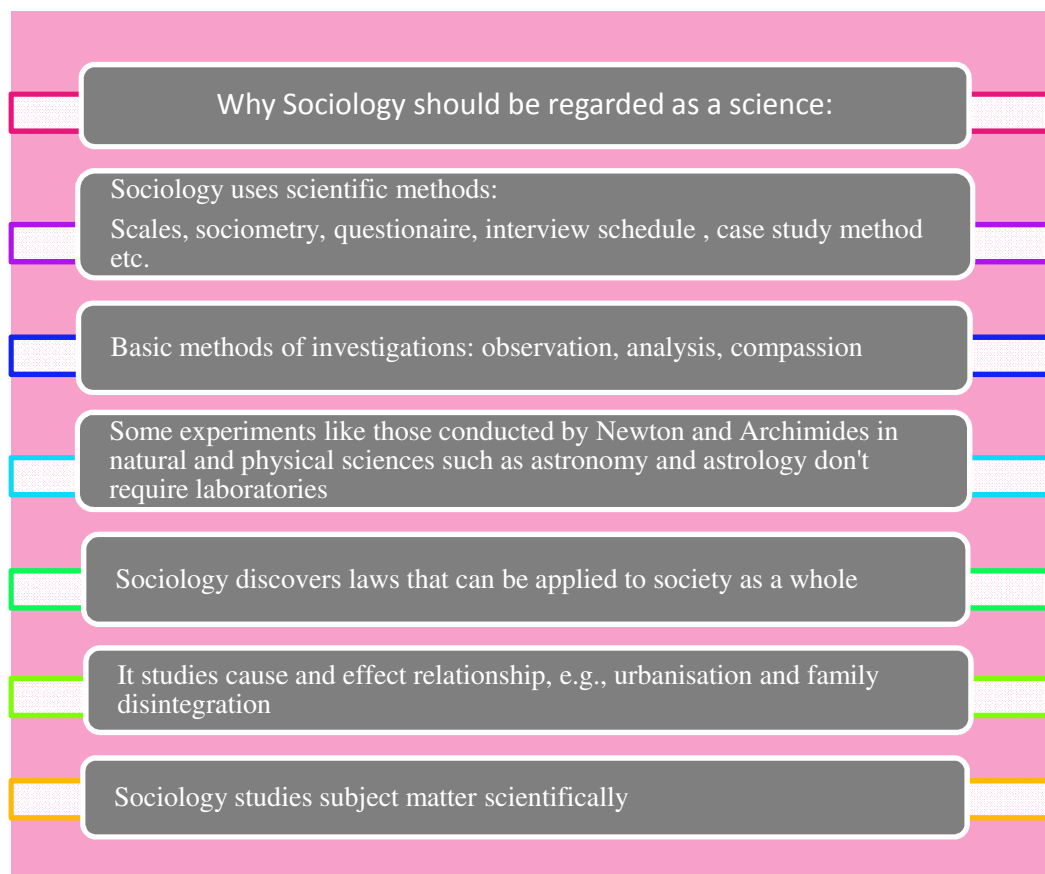 Why Sociology should be regarded as a science:
Sociology uses scientific methods:
Scales, sociometry, questionaire, interview schedule , case study method
etc.
Basic methods of investigations: observation, analysis, compassion
Some experiments like those conducted by Newton and Archimides in
natural and physical sciences such as astronomy and astrology don't
require laboratories
Sociology discovers laws that can be applied to society as a whole
It studies cause and effect relationship, e.g., urbanisation and family
disintegration
Sociology studies subject matter scientifically